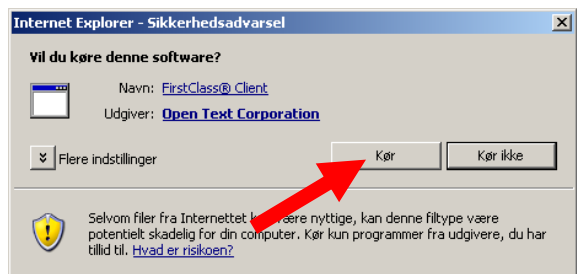 Internet Explorer - Sikkerhedsadvarsel
Vil du køre denne software?
Navn: FirstClass® Client
Udgiver: Open Text Corporation
Flere indstillinger
Kør
Kør ikke
Selvom filer fra Internettet være nyttige, kan denne filtype være
potentielt skadelig for din computer. Kør kun programmer fra udgivere, du har
tillid til. Hvad er risikoen?